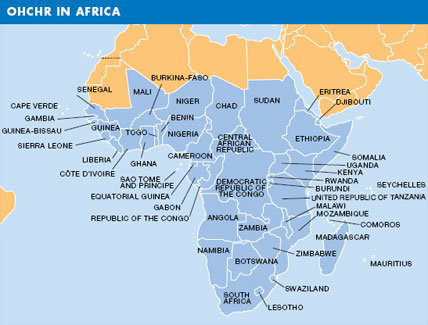 OHCHR IN AFRICA
BURKINA-FASO
SENEGAL
MALI
NIGER
CHAD
SUDAN
ERITREA
DJIBOUTI
CAPE VERDE
GAMBIA
GUINEA-BISSAU
GUINEA
BENIN
TOGO
NIGERIA
ETHIOPIA
SIERRA LEONE
CENTRAL
AFRICAN
REPUBLIC
LIBERIA
GHANA
CAMEROON
SOMALIA
UGANDA
CÔTE D'IVOIRE
KENYA
SAO TOME
AND PRINCIPE
DEMOCRATIC
REPUBLIC OF
THE CONGO
RWANDA
BURUNDI
SEYCHELLES
EQUATORIAL GUINEA
UNITED REPUBLIC OF TANZANIA
GABON
MALAWI
REPUBLIC OF THE CONGO
ANGOLA
MOZAMBIQUE
COMOROS
ZAMBIA
MADAGASCAR
NAMIBIA
ZIMBABWE
BOTSWANA
MAURITIUS
SWAZILAND
SOUTH
AFRICA
LESOTHO